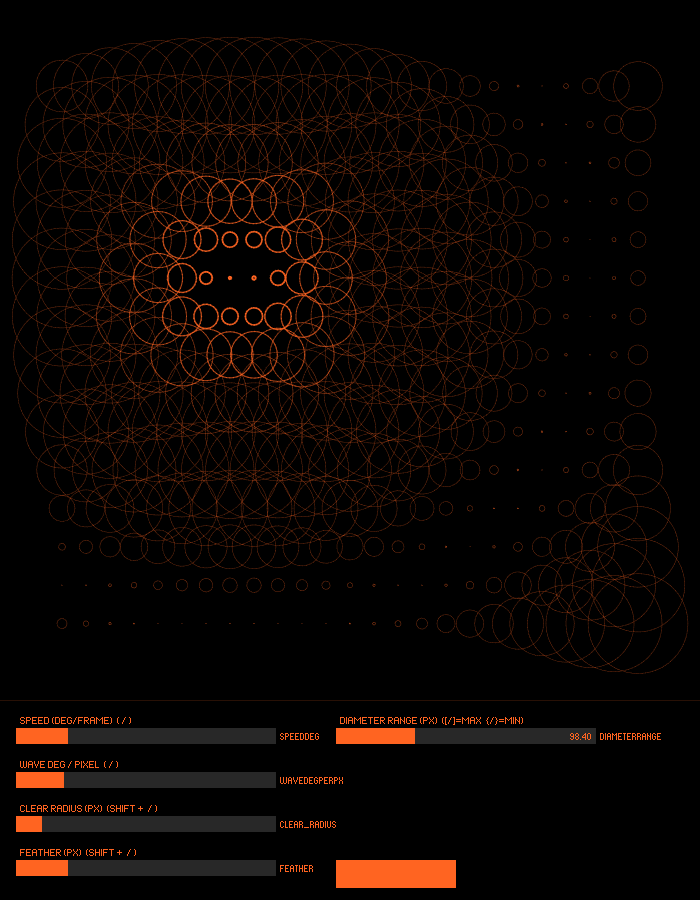 SPEED (DEG/FRAME) ( / )
SPEEDDEG
DIAMETER RANGE (PX) ([/]=MAX {/}=MIN)
98.40
DIAMETERRANGE
WAVE DEG / PIXEL ( / )
WAVEDEGPERPX
CLEAR RADIUS (PX) (SHIFT + / )
CLEAR_RADIUS
FEATHER (PX) (SHIFT + / )
FEATHER